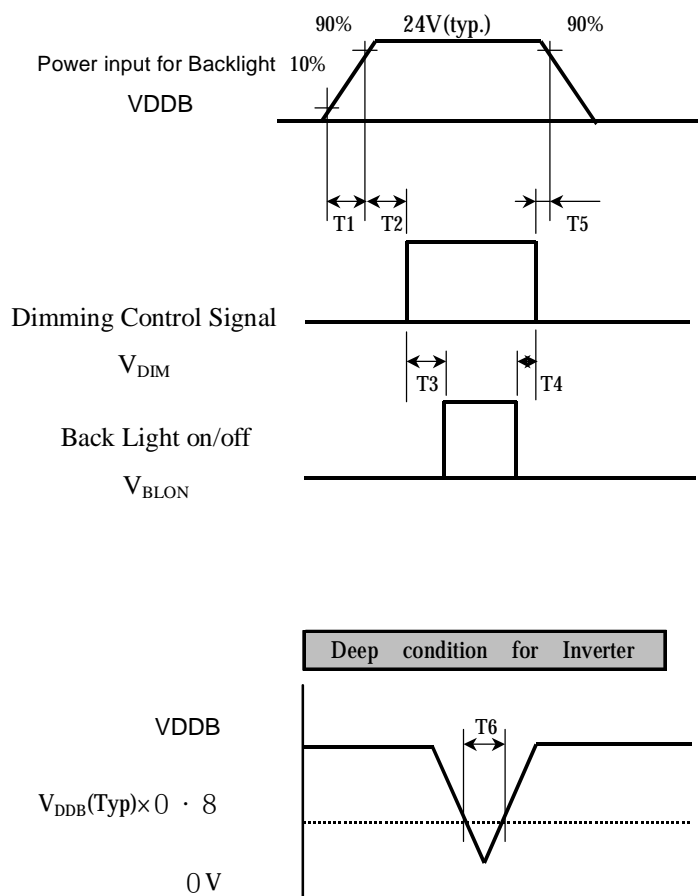 90% 24V(typ.) 90%
Power input for Backlight 10%
VDDB
T1 T2 T5
Dimming Control Signal
VDIM
T3 T4
Back Light on/off
VBLON
Deep condition for Inverter
VDDB T6
VDDB(Typ)×0・8
0V